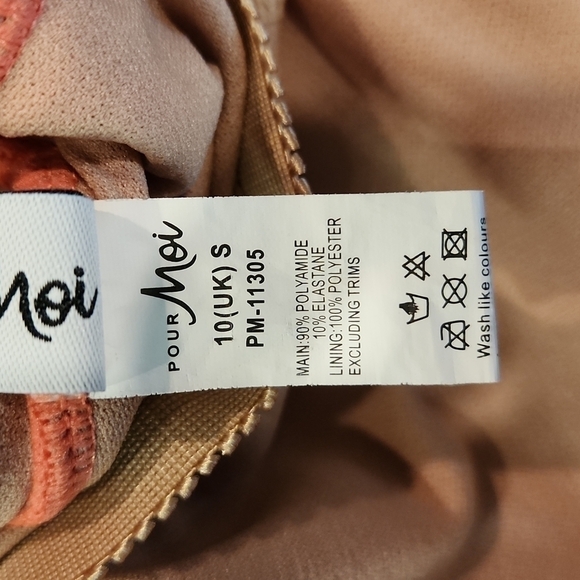 Moi
POUR Moi
10(UK) S
PM-11305
MAIN:90% POLYAMIDE
10% ELASTANE
LINING:100% POLYESTER
EXCLUDING TRIMS
Wash like colours